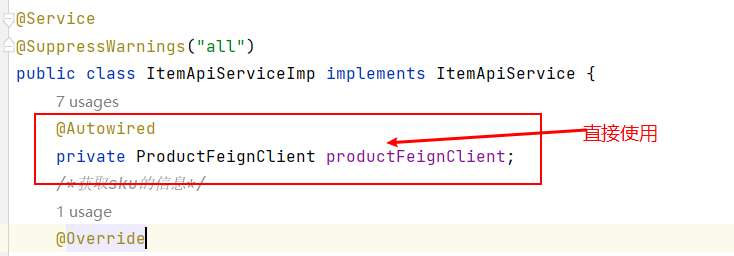 @Service
@SuppressWarnings("all")
public class ItemApiServiceImp implements ItemApiService {
7 usages
@Autowired
直接使用
private ProductFeignClient productFeignClient;
/*获取sku的信息*/
1 usage
@Override